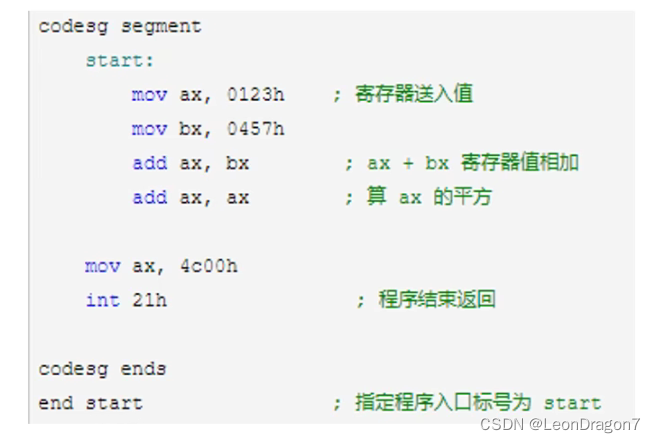 codesg segment
start:
mov ax, 0123h ; 寄存器送入值
mov bx, 0457h
add ax, bx ; ax + bx 寄存器值相加
add ax, ax ; 算 ax 的平方
mov ax, 4c00h
int 21h ; 程序结束返回
codesg ends
end start ; 指定程序入口标号为 start
CSDN @LeonDragon7